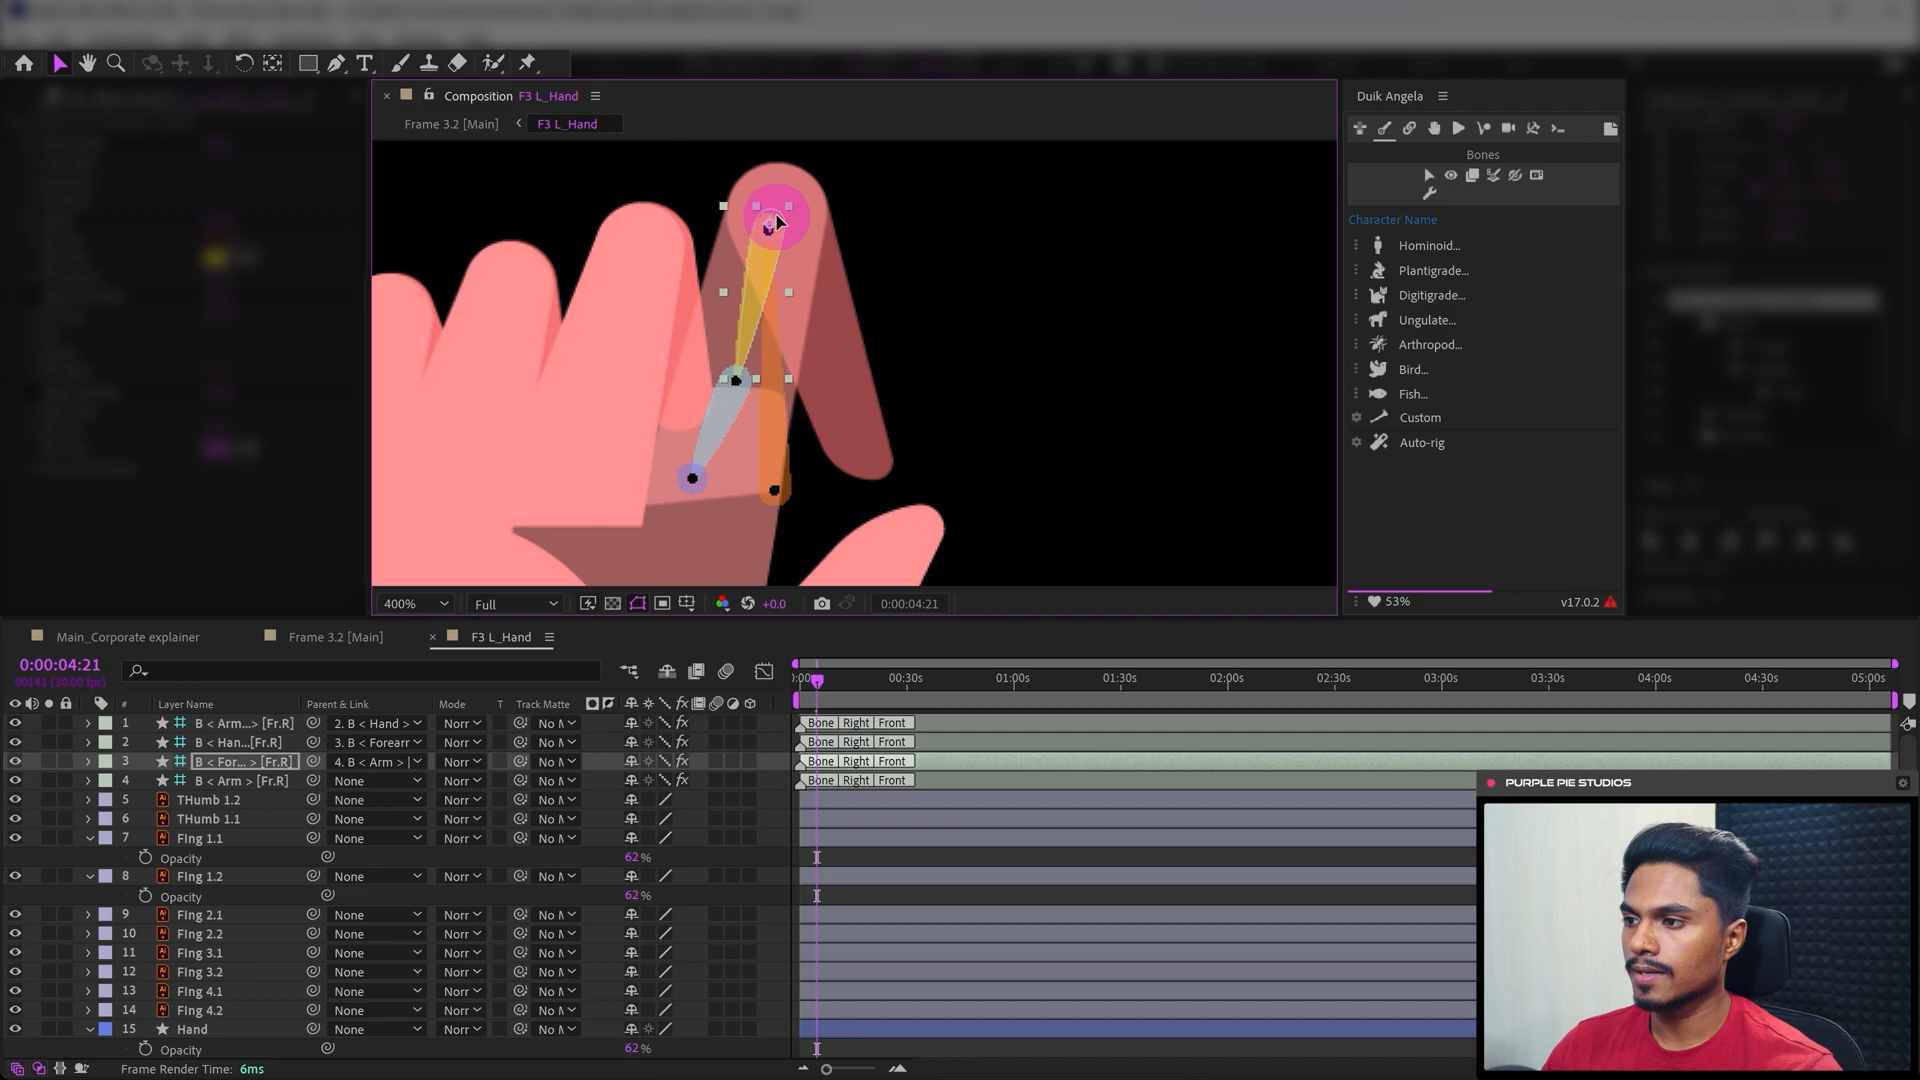 Composition F3 L_Hand
Frame 3.2 [Main]
F3 L_Hand
400%
Full
+0.0
0:00:04:21
Duik Angela
Bones
Character Name
Hominoid...
Plantigrade...
Digitigrade...
Ungulate...
Arthropod...
Bird...
Fish...
Custom
Auto-rig
53%
v17.0.2
Main_Corporate explainer
Frame 3.2 [Main]
F3 L_Hand
0:00:04:21
00141 (30.00 fps)
00:30s 01:00s 01:30s 02:00s 02:30s 03:00s 03:30s 04:00s 04:30s 05:00s
# Layer Name Parent & Link Mode T Track Matte
1 B < Arm...> [Fr.R] 2. B < Hand > Norr No Bone | Right | Front
2 B < Han...[Fr.R] 3. B < Forearr Norr No Bone | Right | Front
3 B < For... > [Fr.R] 4. B < Arm > | Norr No Bone | Right | Front
4 B < Arm > [Fr.R] None Norr No Bone | Right | Front
5 THumb 1.2 None Norr No
6 THumb 1.1 None Norr No
7 FIng 1.1 None Norr No
Opacity 62 %
8 FIng 1.2 None Norr No
Opacity 62 %
9 FIng 2.1 None Norr No
10 FIng 2.2 None Norr No
11 FIng 3.1 None Norr No
12 FIng 3.2 None Norr No
13 FIng 4.1 None Norr No
14 FIng 4.2 None Norr No
15 Hand None Norr No
Opacity 62 %
Frame Render Time: 6ms
PURPLE PIE STUDIOS